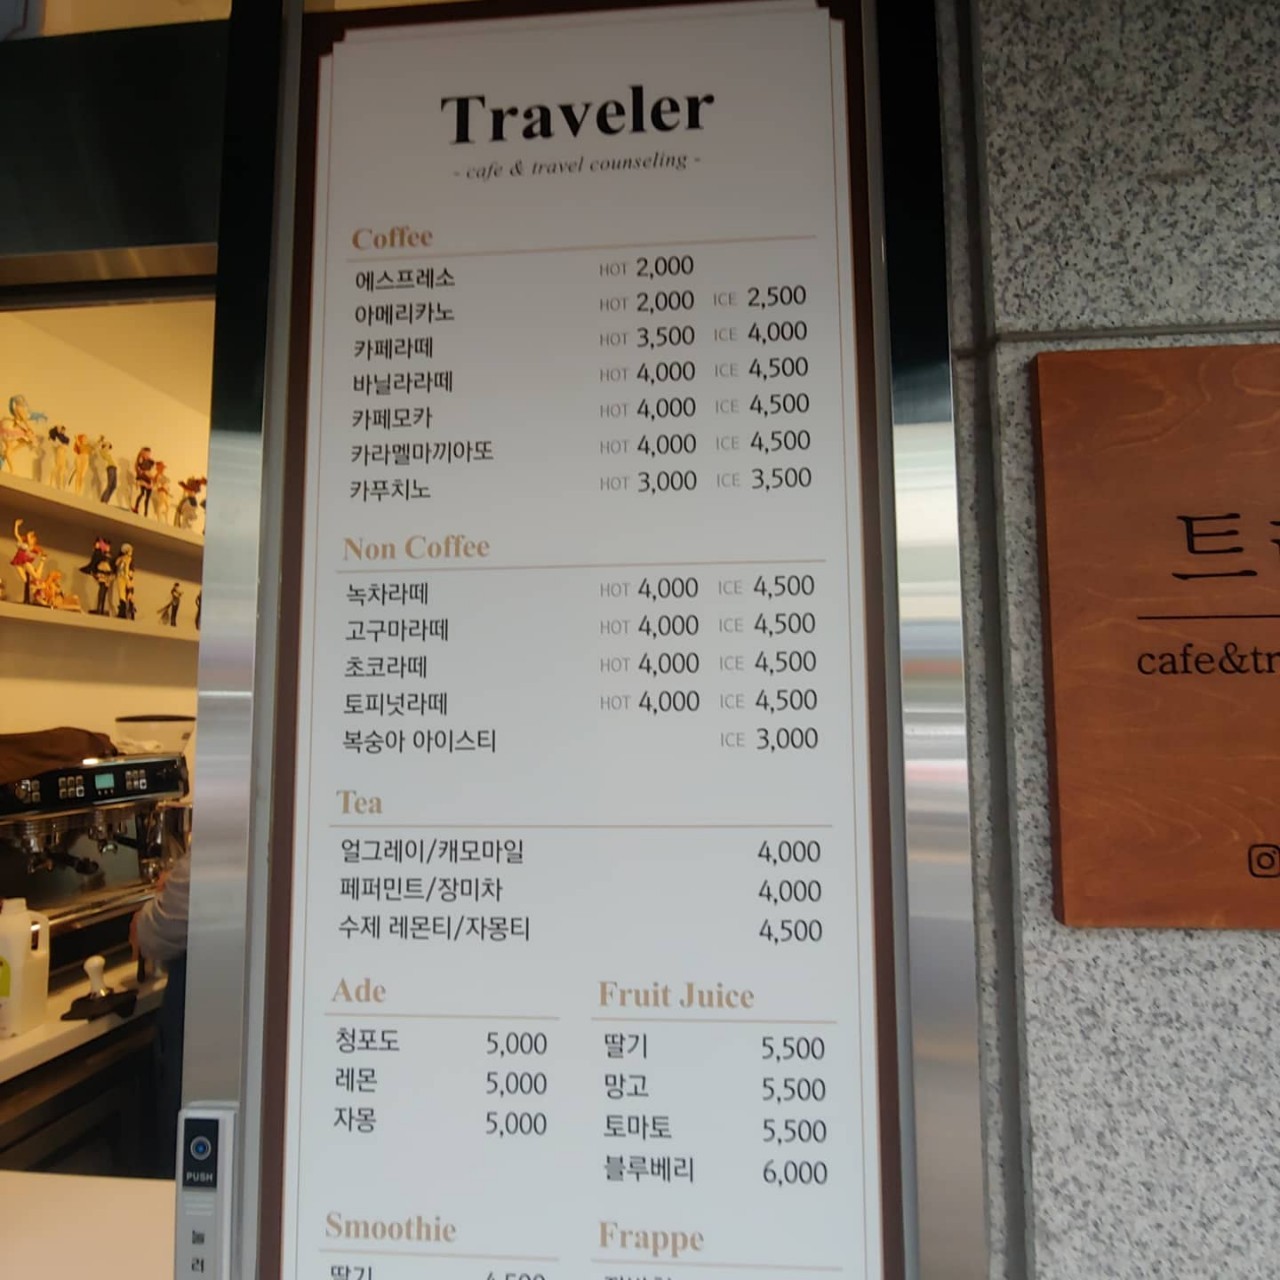 Traveler
- cafe & travel counseling -
Coffee
에스프레소 HOT 2,000
아메리카노 HOT 2,000 ICE 2,500
카페라떼 HOT 3,500 ICE 4,000
바닐라라떼 HOT 4,000 ICE 4,500
카페모카 HOT 4,000 ICE 4,500
카라멜마끼아또 HOT 4,000 ICE 4,500
카푸치노 HOT 3,000 ICE 3,500
Non Coffee
녹차라떼 HOT 4,000 ICE 4,500
고구마라떼 HOT 4,000 ICE 4,500
초코라떼 HOT 4,000 ICE 4,500
토피넛라떼 HOT 4,000 ICE 4,500
복숭아 아이스티 ICE 3,000
Tea
얼그레이/캐모마일 4,000
페퍼민트/장미차 4,000
수제 레몬티/자몽티 4,500
Ade
청포도 5,000
레몬 5,000
자몽 5,000
Fruit Juice
딸기 5,500
망고 5,500
토마토 5,500
블루베리 6,000
Smoothie
딸기 4,500
Frappe
트
cafe&tr
PUSH
눌
러